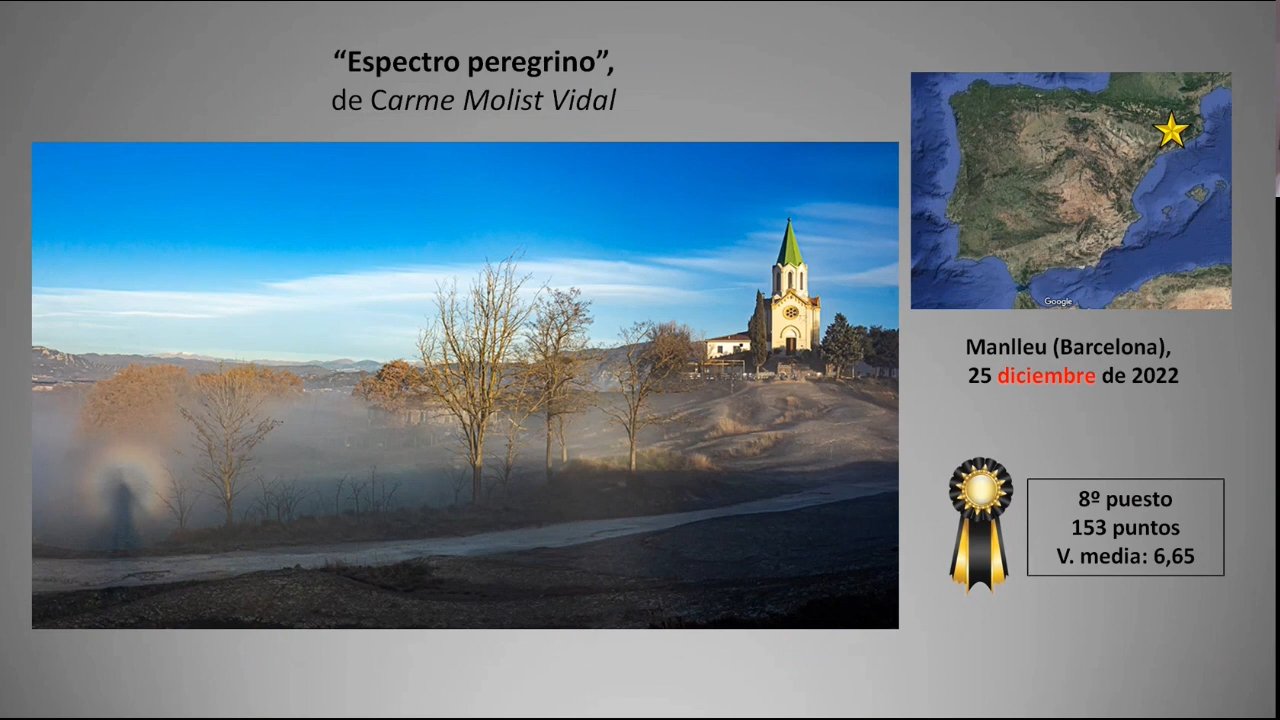 “Espectro peregrino”,
de Carme Molist Vidal
Google
Manlleu (Barcelona),
25 diciembre de 2022
8º puesto
153 puntos
V. media: 6,65